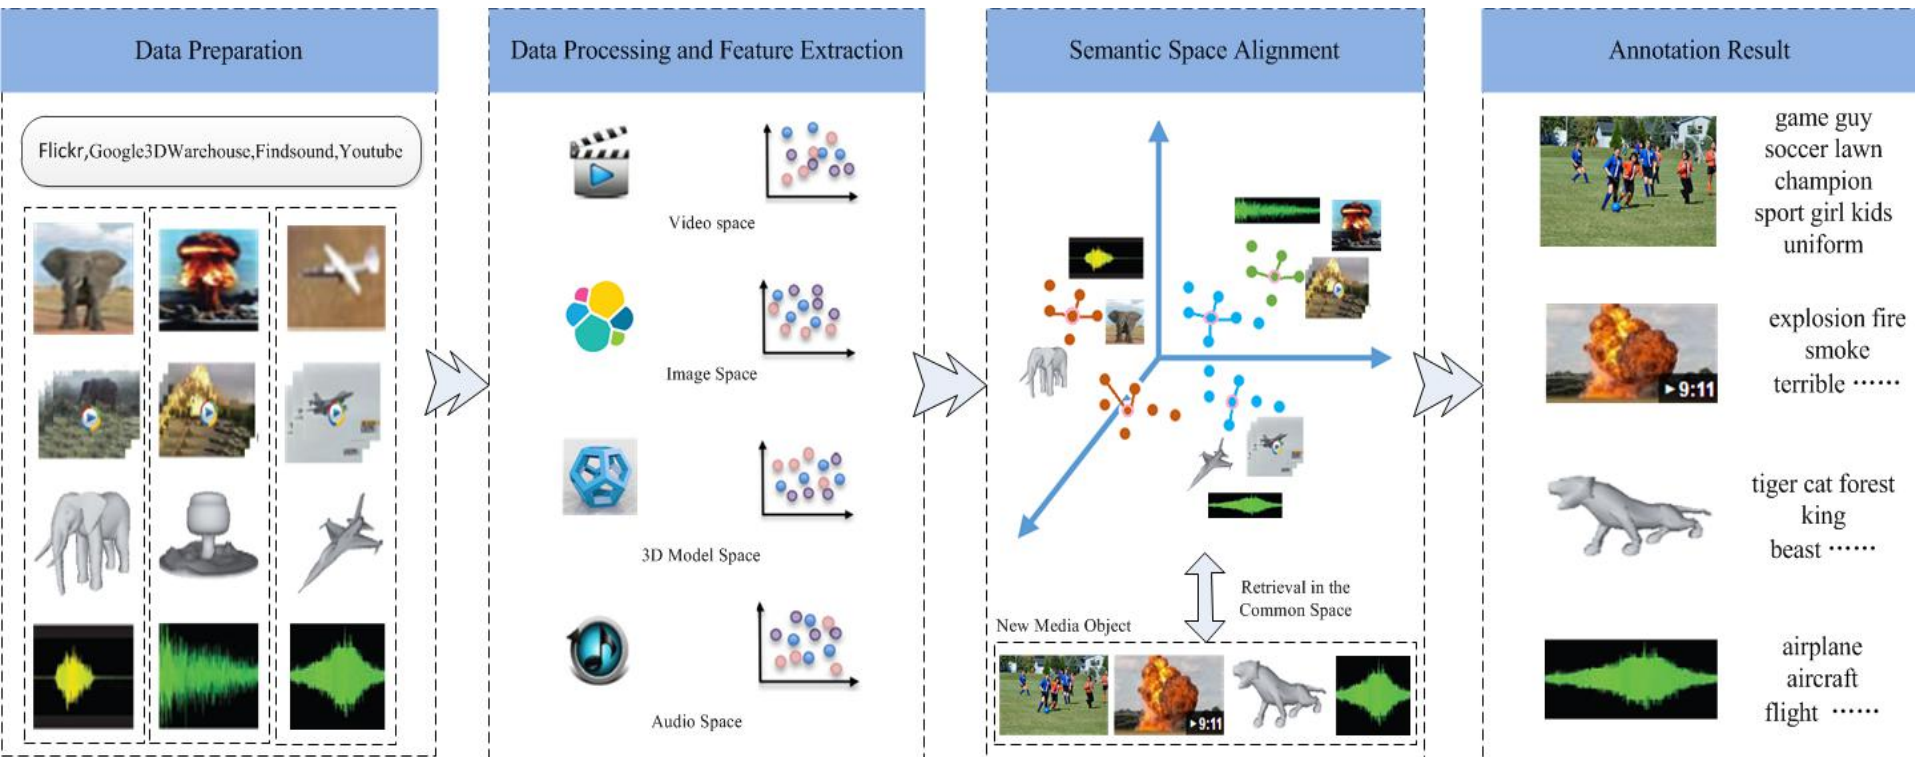 Data Preparation
Flickr,Google3DWarehouse,Findsound,Youtube
Data Processing and Feature Extraction
Video space
Image Space
3D Model Space
Audio Space
Semantic Space Alignment
Retrieval in the
Common Space
New Media Object
9:11
Annotation Result
game guy
soccer lawn
champion
sport girl kids
uniform
9:11
explosion fire
smoke
terrible ······
tiger cat forest
king
beast ······
airplane
aircraft
flight ······